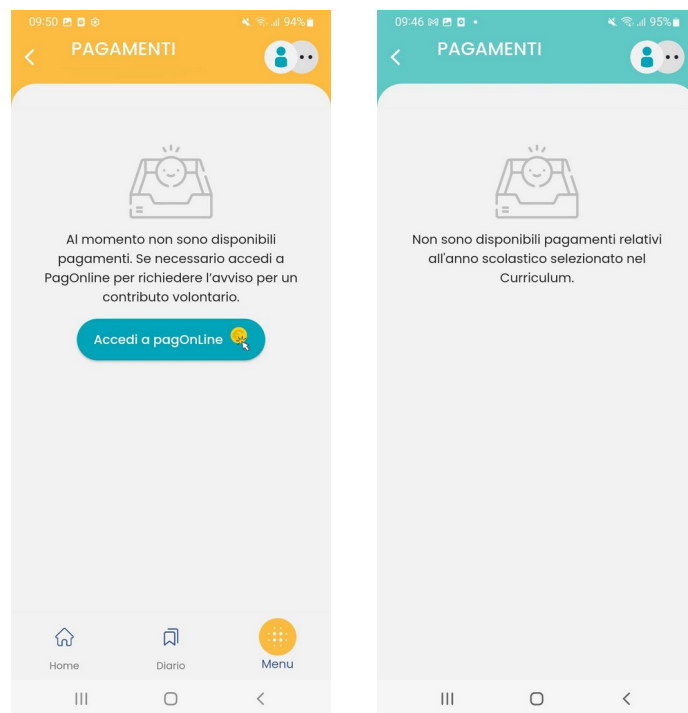 09:50
94%
PAGAMENTI
Al momento non sono disponibili
pagamenti. Se necessario accedi a
PagOnline per richiedere l'avviso per un
contributo volontario.
Accedi a pagOnLine
Home
Diario
Menu
09:46
95%
PAGAMENTI
Non sono disponibili pagamenti relativi
all'anno scolastico selezionato nel
Curriculum.